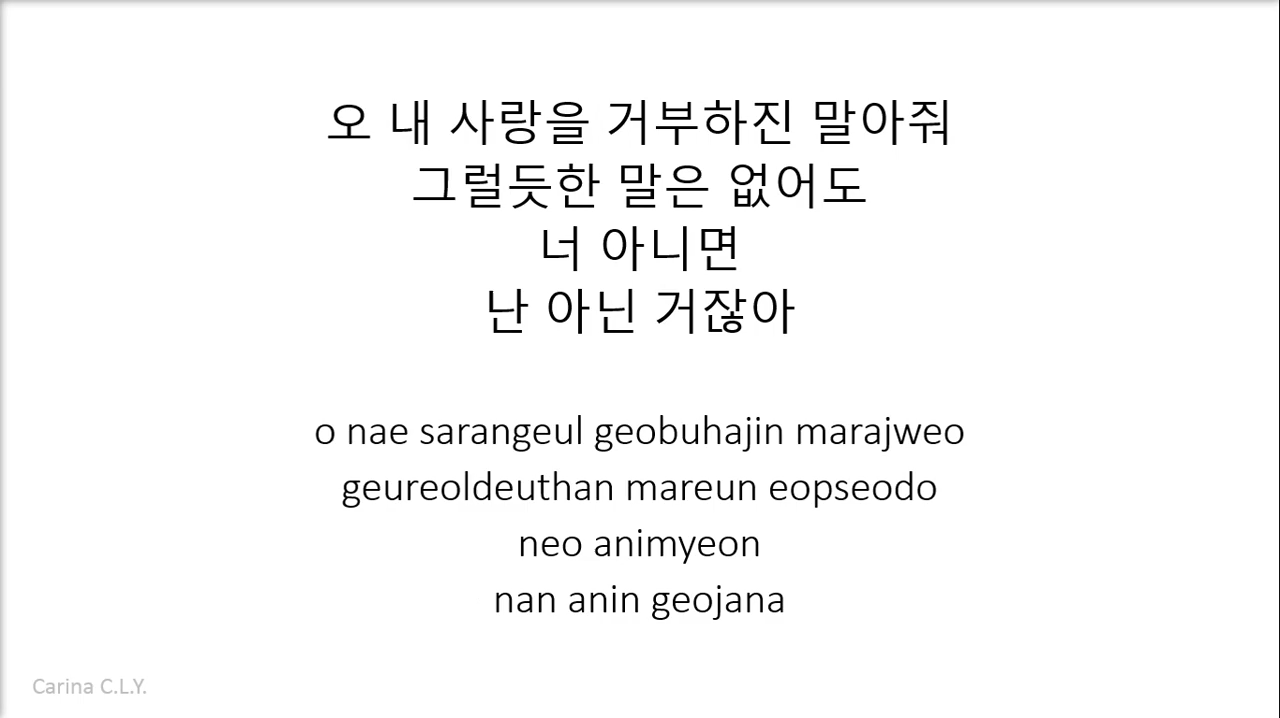 오 내 사랑을 거부하진 말아줘
그럴듯한 말은 없어도
너 아니면
난 아닌 거잖아
o nae sarangeul geobuhajin marajweo
geureoldeuthan mareun eopseodo
neo animyeon
nan anin geojana
Carina C.L.Y.